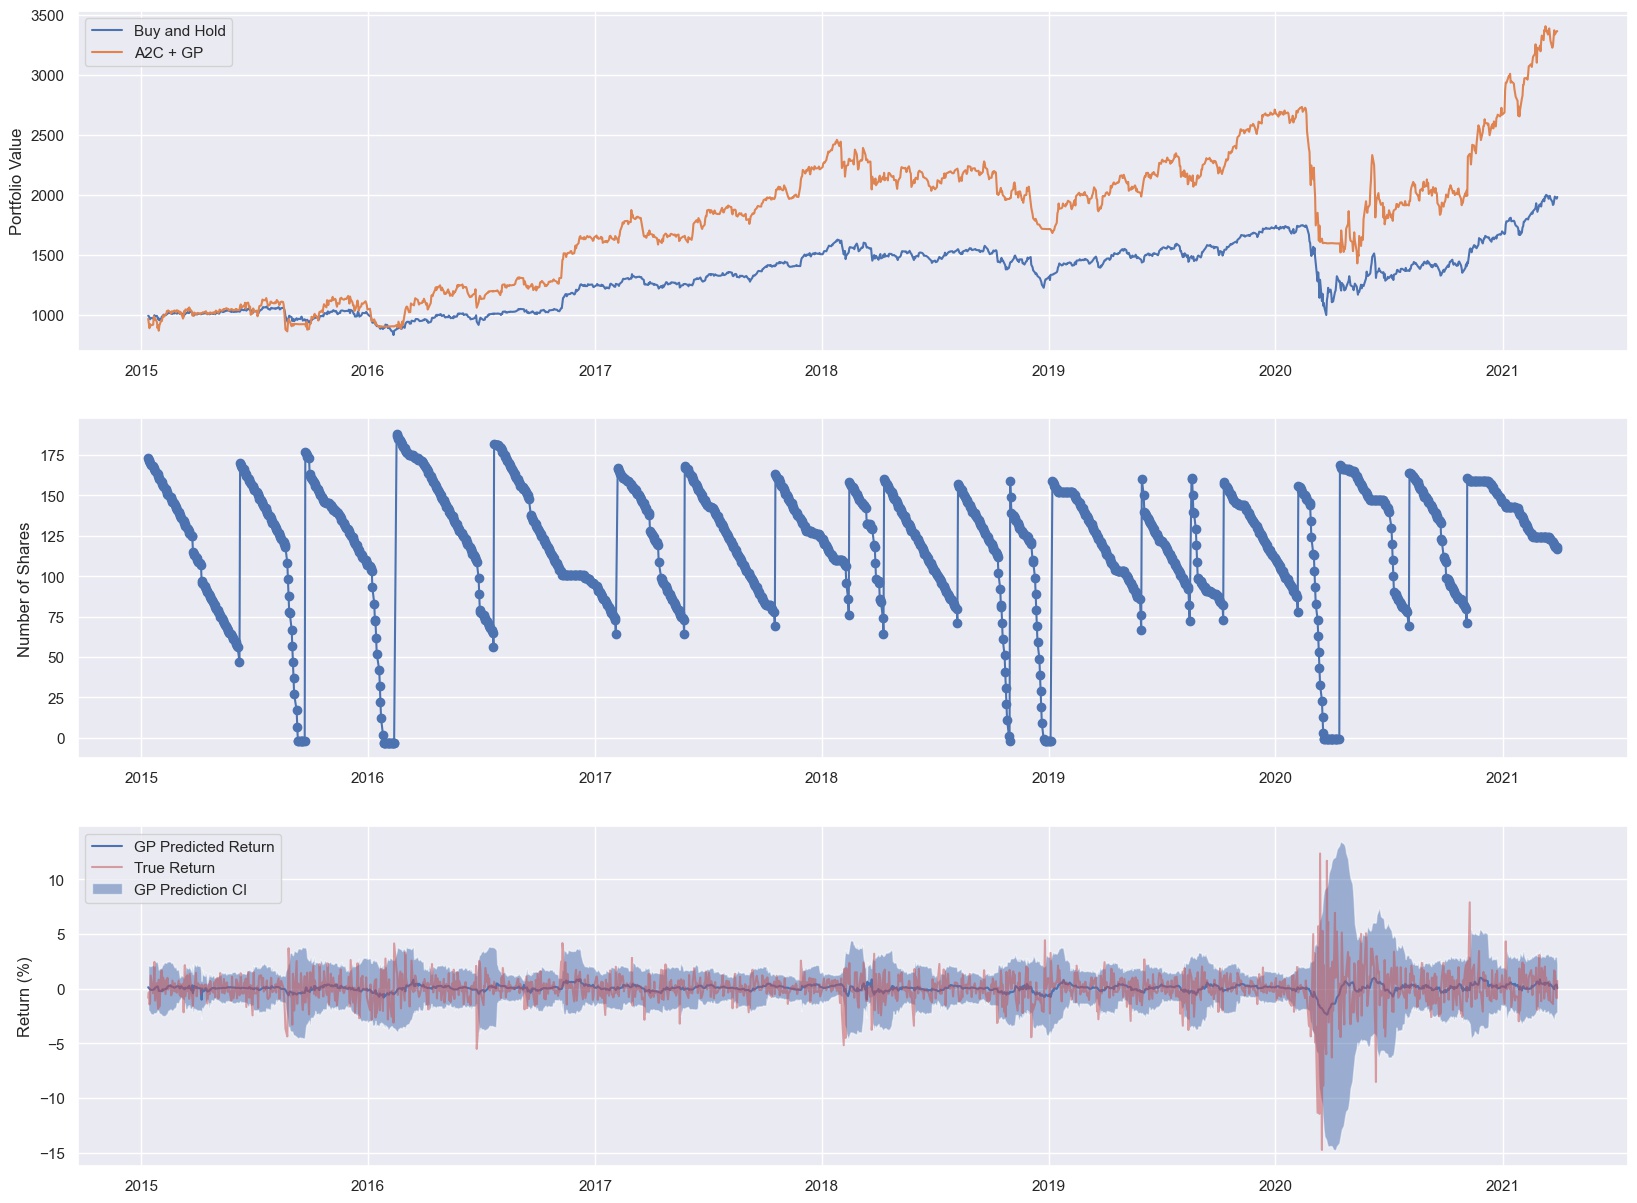 3500
3000
2500
2000
1500
1000
Portfolio Value
Buy and Hold
A2C + GP
2015 2016 2017 2018 2019 2020 2021
175
150
125
100
75
50
25
0
Number of Shares
2015 2016 2017 2018 2019 2020 2021
10
5
0
−5
−10
−15
Return (%)
GP Predicted Return
True Return
GP Prediction CI
2015 2016 2017 2018 2019 2020 2021